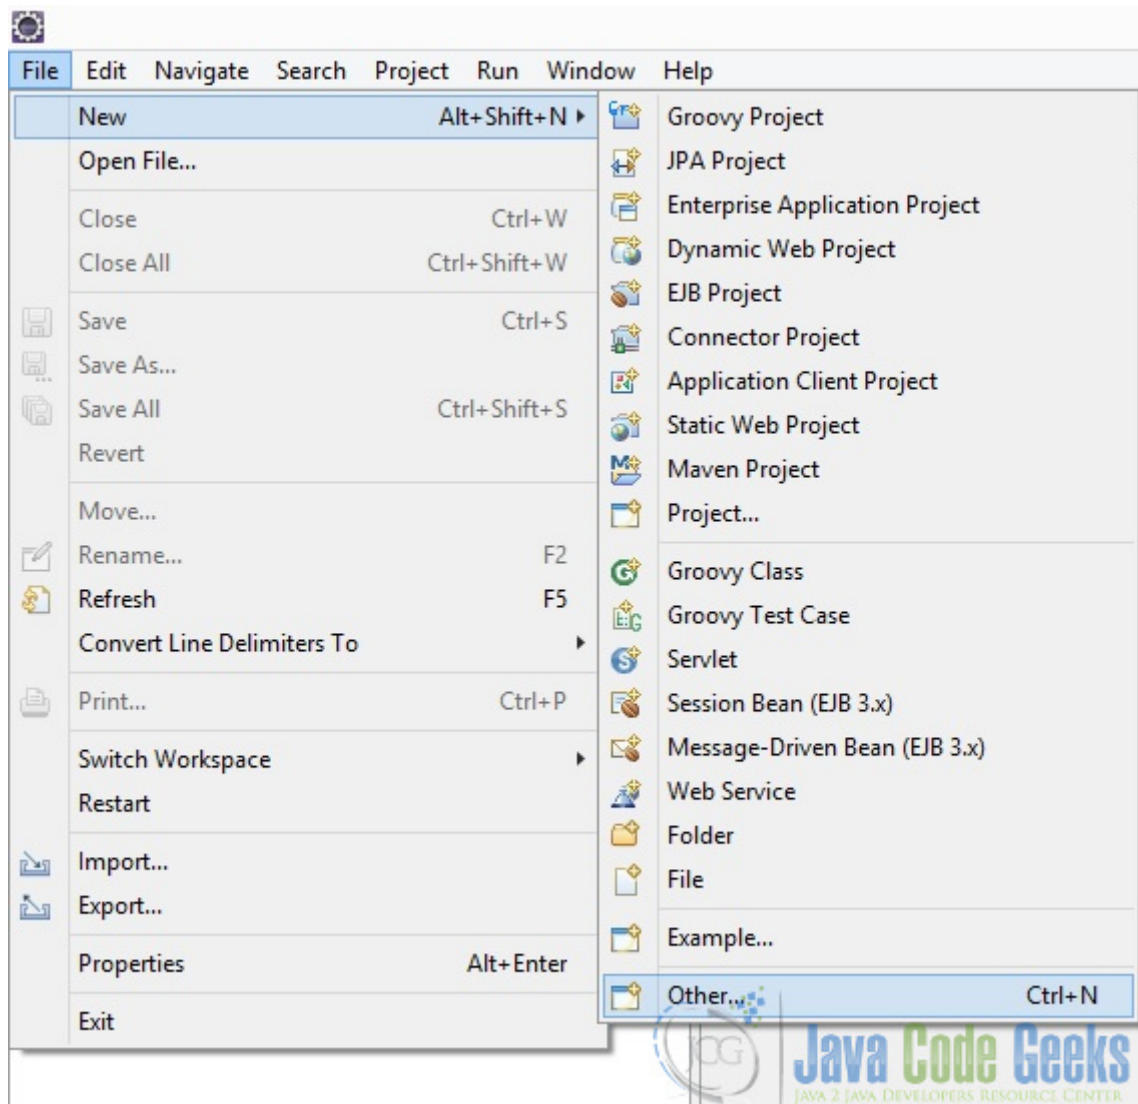 File Edit Navigate Search Project Run Window Help
New Alt+Shift+N
Open File...
Close Ctrl+W
Close All Ctrl+Shift+W
Save Ctrl+S
Save As...
Save All Ctrl+Shift+S
Revert
Move...
Rename... F2
Refresh F5
Convert Line Delimiters To
Print... Ctrl+P
Switch Workspace
Restart
Import...
Export...
Properties Alt+Enter
Exit
Groovy Project
JPA Project
Enterprise Application Project
Dynamic Web Project
EJB Project
Connector Project
Application Client Project
Static Web Project
Maven Project
Project...
Groovy Class
Groovy Test Case
Servlet
Session Bean (EJB 3.x)
Message-Driven Bean (EJB 3.x)
Web Service
Folder
File
Example...
Other... Ctrl+N
JCG
Java Code Geeks
JAVA 2 JAVA DEVELOPERS RESOURCE CENTER